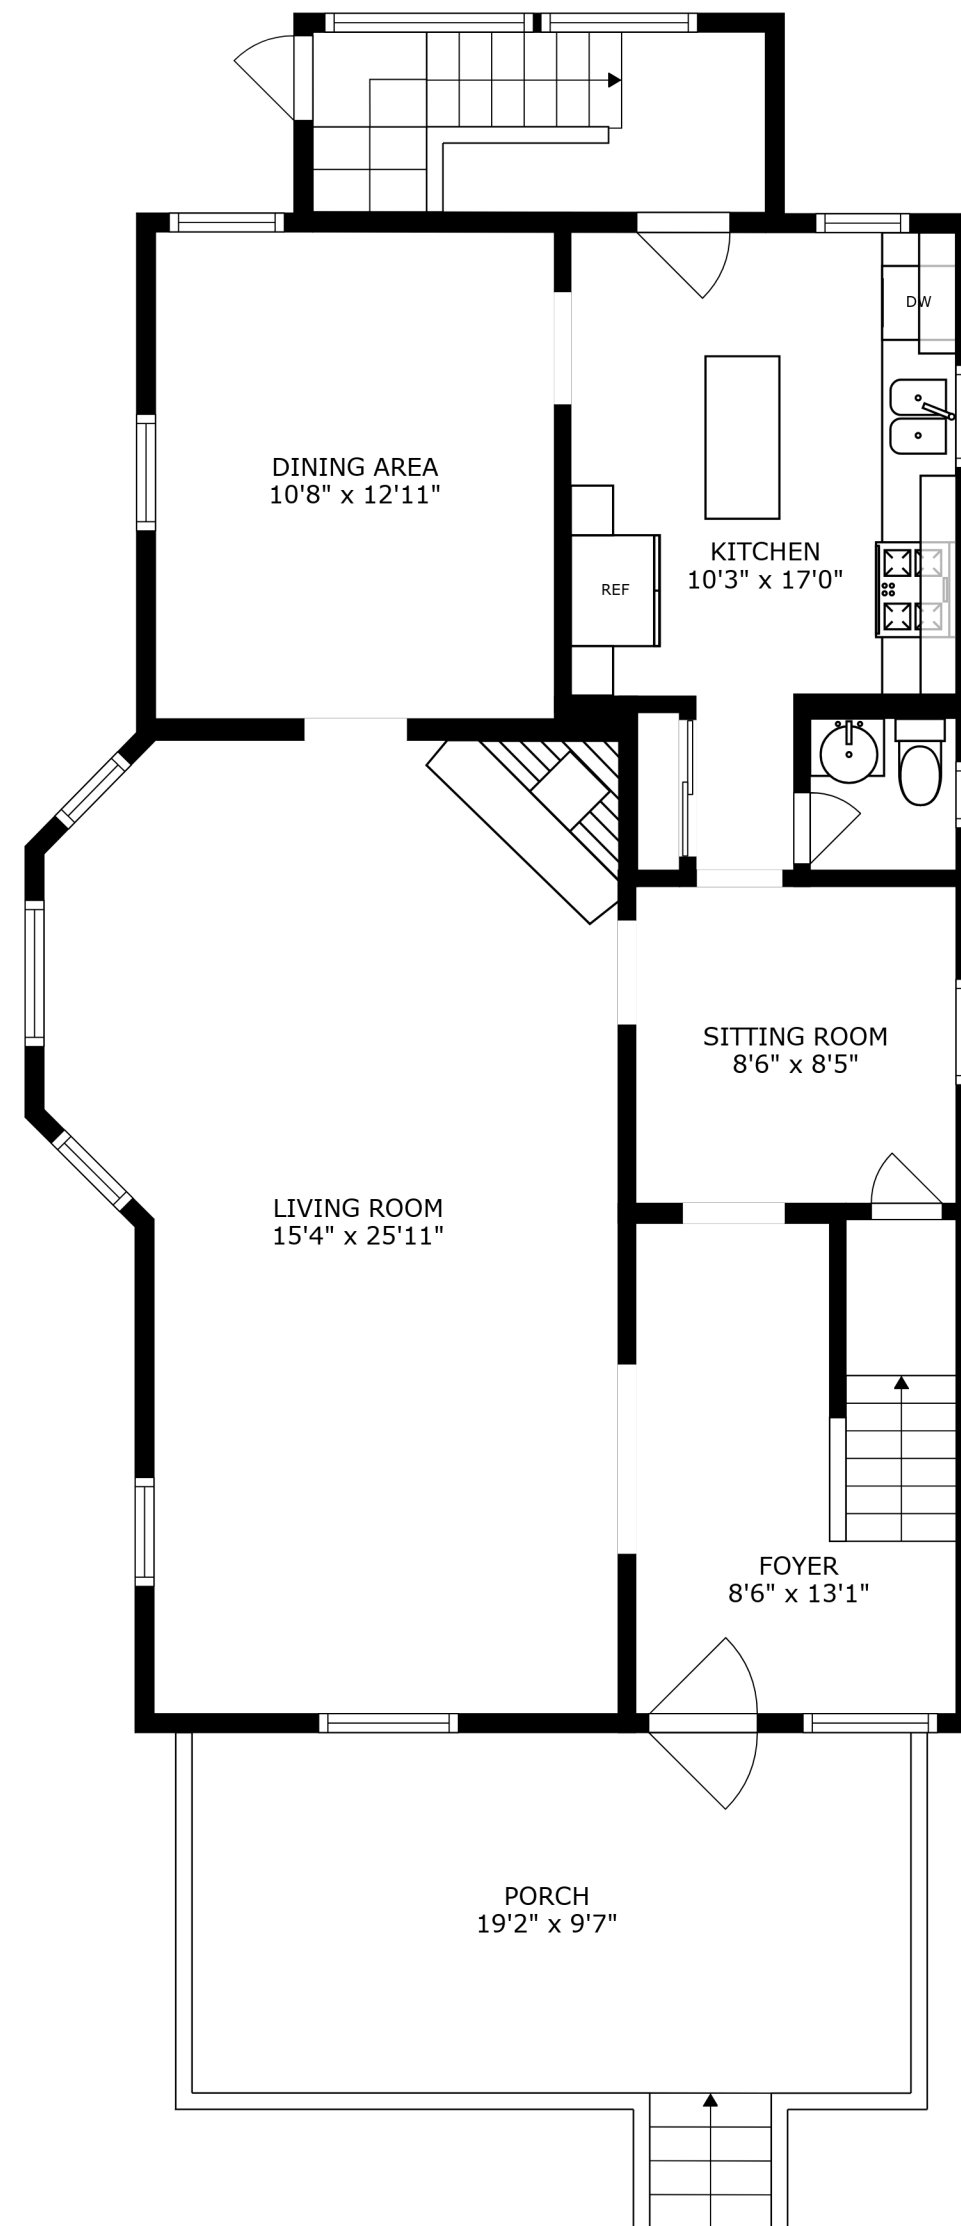 DW
DINING AREA
10'8" x 12'11"
KITCHEN
10'3" x 17'0"
REF
SITTING ROOM
8'6" x 8'5"
LIVING ROOM
15'4" x 25'11"
FOYER
8'6" x 13'1"
PORCH
19'2" x 9'7"